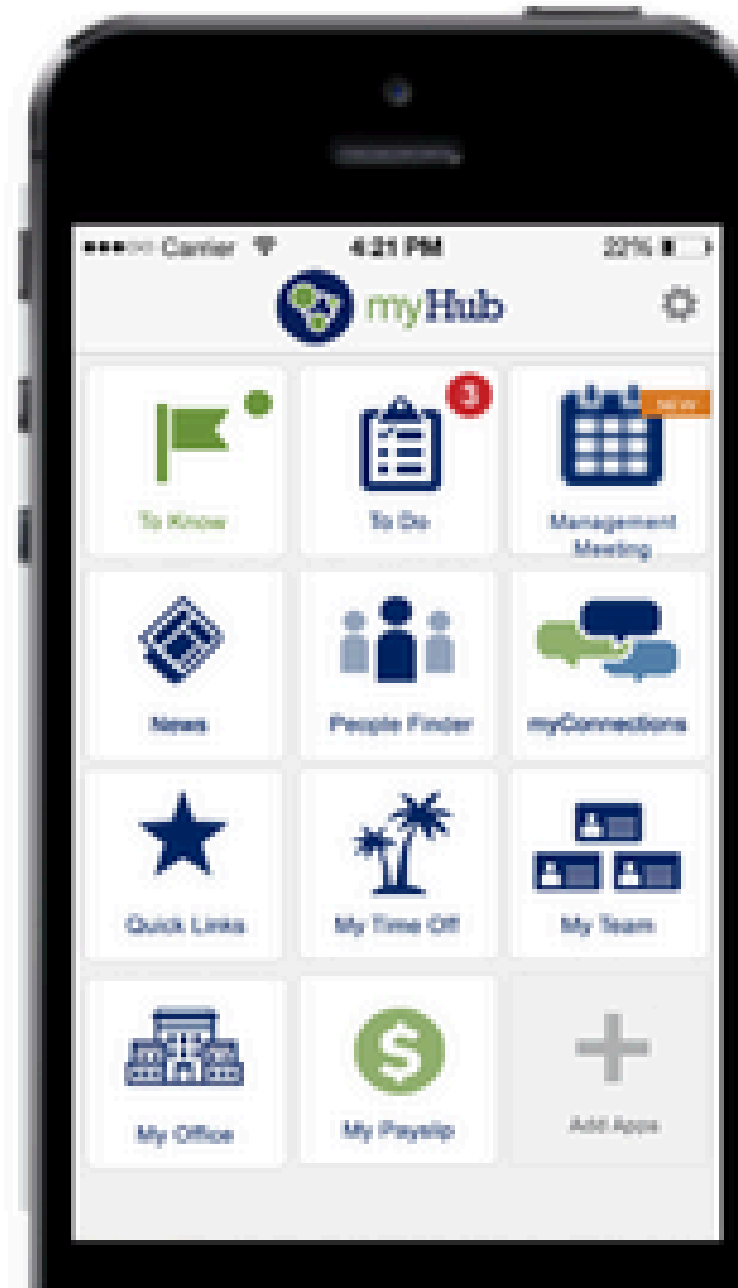 Carrier 4:21 PM 22%
myHub
3
NEW
To Know To Do Management
Meeting
News People Finder myConnections
Quick Links My Time Off My Team
My Office My Payslip Add Apps